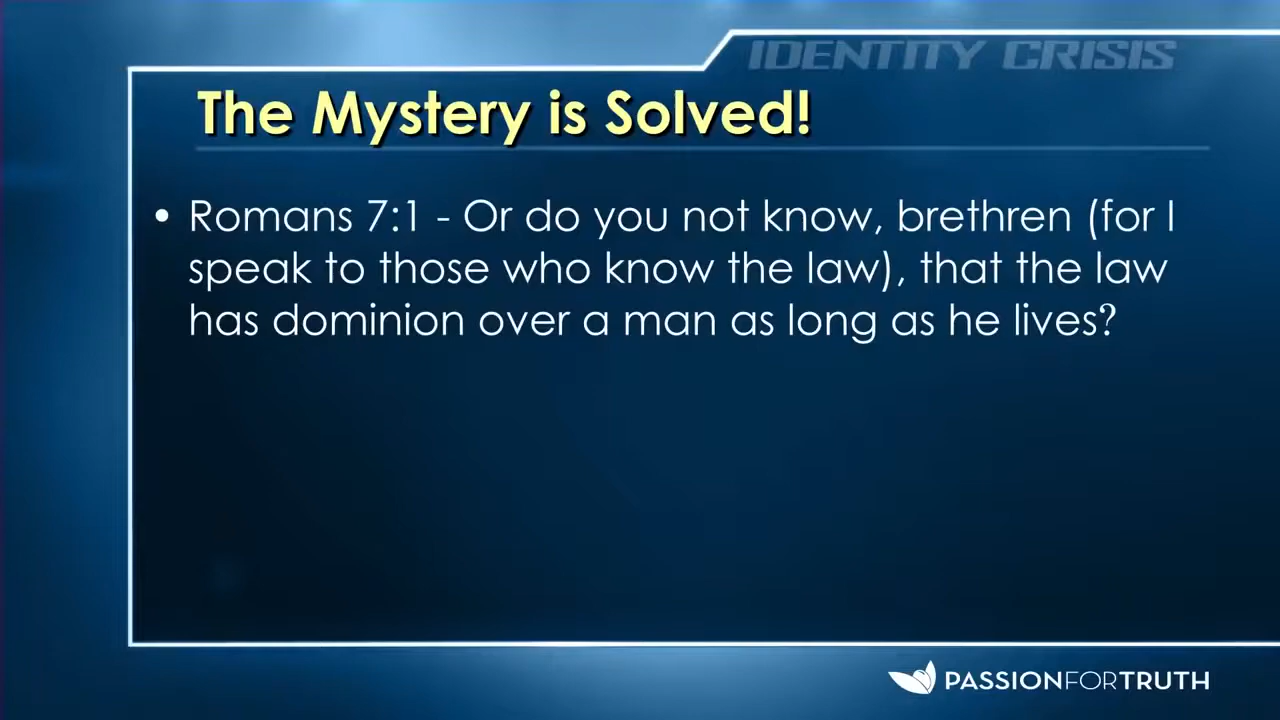 IDENTITY CRISIS
The Mystery is Solved!
• Romans 7:1 - Or do you not know, brethren (for I
speak to those who know the law), that the law
has dominion over a man as long as he lives?
PASSIONFORTRUTH